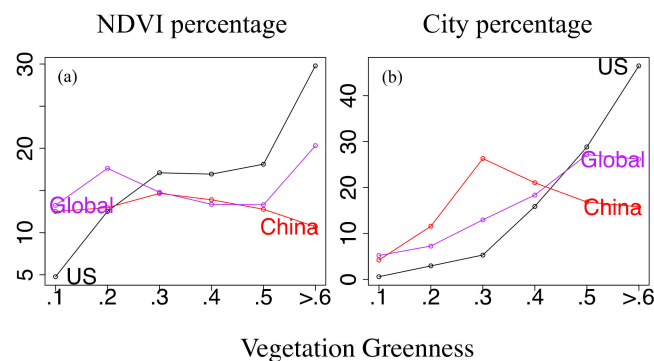 NDVI percentage
City percentage
(a)
30
20
15
10
5
US
Global
China
.1 .2 .3 .4 .5 >.6
(b)
40
30
20
10
0
US
Global
China
.1 .2 .3 .4 .5 >.6
Vegetation Greenness